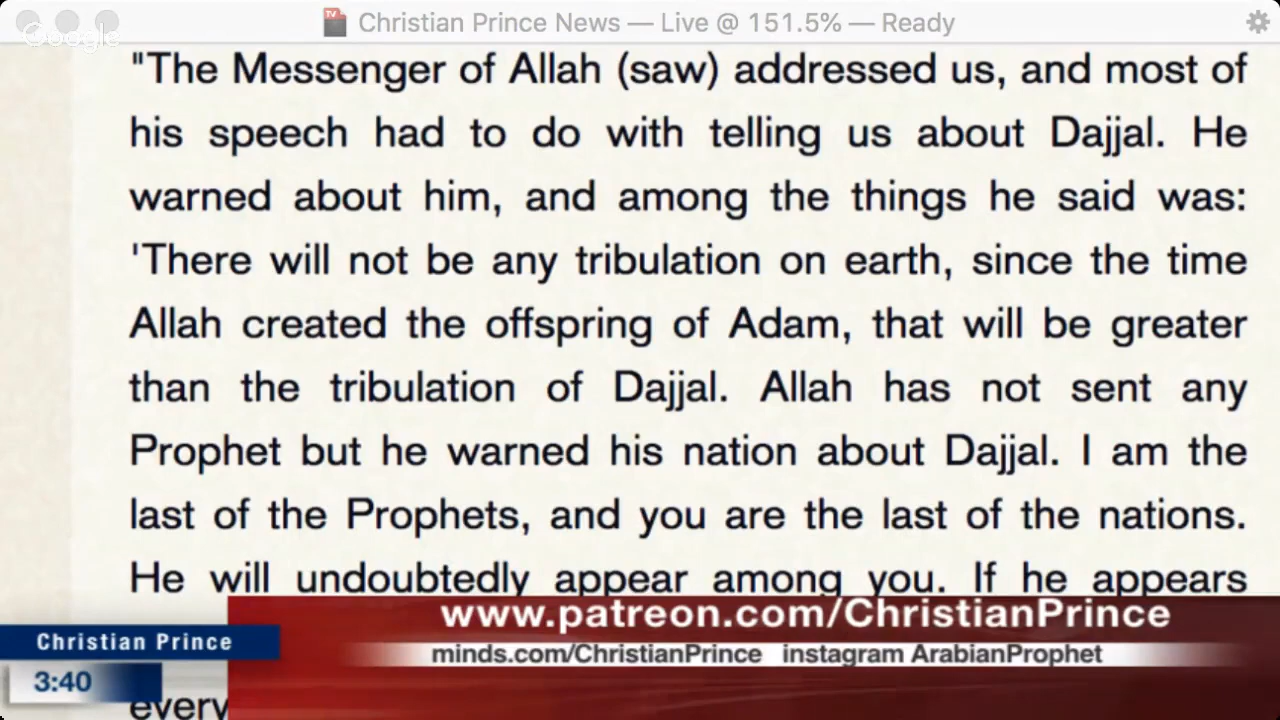 TV
Christian Prince News — Live @ 151.5% — Ready
Google
"The Messenger of Allah (saw) addressed us, and most of
his speech had to do with telling us about Dajjal. He
warned about him, and among the things he said was:
'There will not be any tribulation on earth, since the time
Allah created the offspring of Adam, that will be greater
than the tribulation of Dajjal. Allah has not sent any
Prophet but he warned his nation about Dajjal. I am the
last of the Prophets, and you are the last of the nations.
He will undoubtedly appear among you. If he appears
www.patreon.com/ChristianPrince
Christian Prince
minds.com/ChristianPrince instagram ArabianProphet
3:40
every